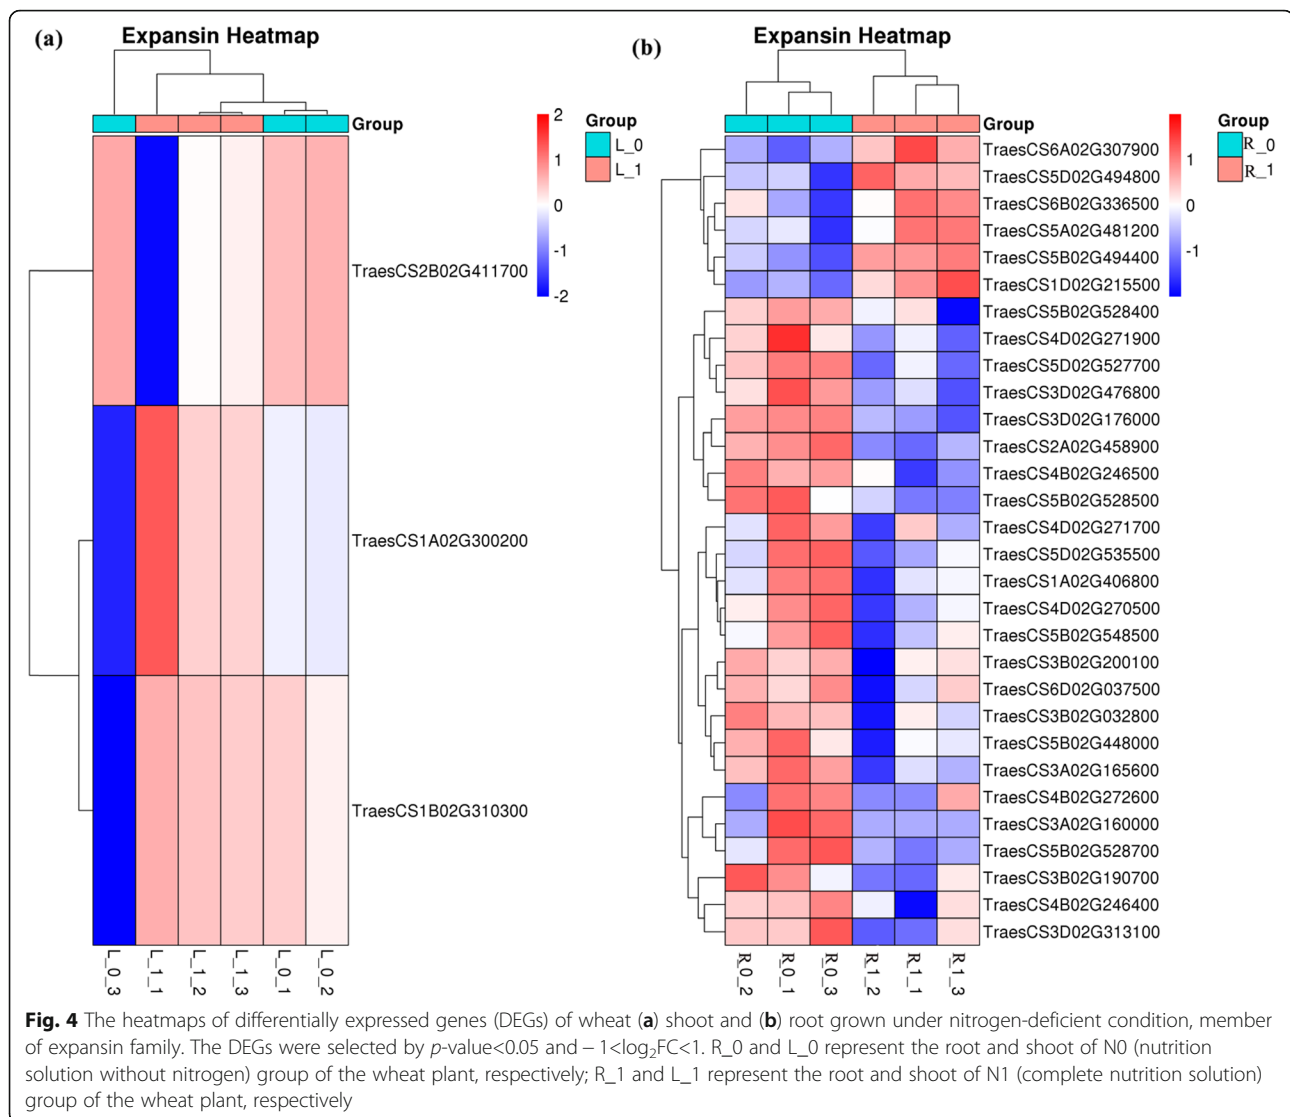 (a)
Expansin Heatmap
Group
2
1
0
-1
-2
Group
L_0
L_1
TraesCS2B02G411700
TraesCS1A02G300200
TraesCS1B02G310300
L_0_3
L_1_1
L_1_2
L_1_3
L_0_1
L_0_2
(b)
Expansin Heatmap
Group
1
0
-1
Group
R_0
R_1
TraesCS6A02G307900
TraesCS5D02G494800
TraesCS6B02G336500
TraesCS5A02G481200
TraesCS5B02G494400
TraesCS1D02G215500
TraesCS5B02G528400
TraesCS4D02G271900
TraesCS5D02G527700
TraesCS3D02G476800
TraesCS3D02G176000
TraesCS2A02G458900
TraesCS4B02G246500
TraesCS5B02G528500
TraesCS4D02G271700
TraesCS5D02G535500
TraesCS1A02G406800
TraesCS4D02G270500
TraesCS5B02G548500
TraesCS3B02G200100
TraesCS6D02G037500
TraesCS3B02G032800
TraesCS5B02G448000
TraesCS3A02G165600
TraesCS4B02G272600
TraesCS3A02G160000
TraesCS5B02G528700
TraesCS3B02G190700
TraesCS4B02G246400
TraesCS3D02G313100
R_0_2
R_0_1
R_0_3
R_1_2
R_1_1
R_1_3
Fig. 4 The heatmaps of differentially expressed genes (DEGs) of wheat (a) shoot and (b) root grown under nitrogen-deficient condition, member
of expansin family. The DEGs were selected by p-value<0.05 and − 1<log₂FC<1. R_0 and L_0 represent the root and shoot of N0 (nutrition
solution without nitrogen) group of the wheat plant, respectively; R_1 and L_1 represent the root and shoot of N1 (complete nutrition solution)
group of the wheat plant, respectively